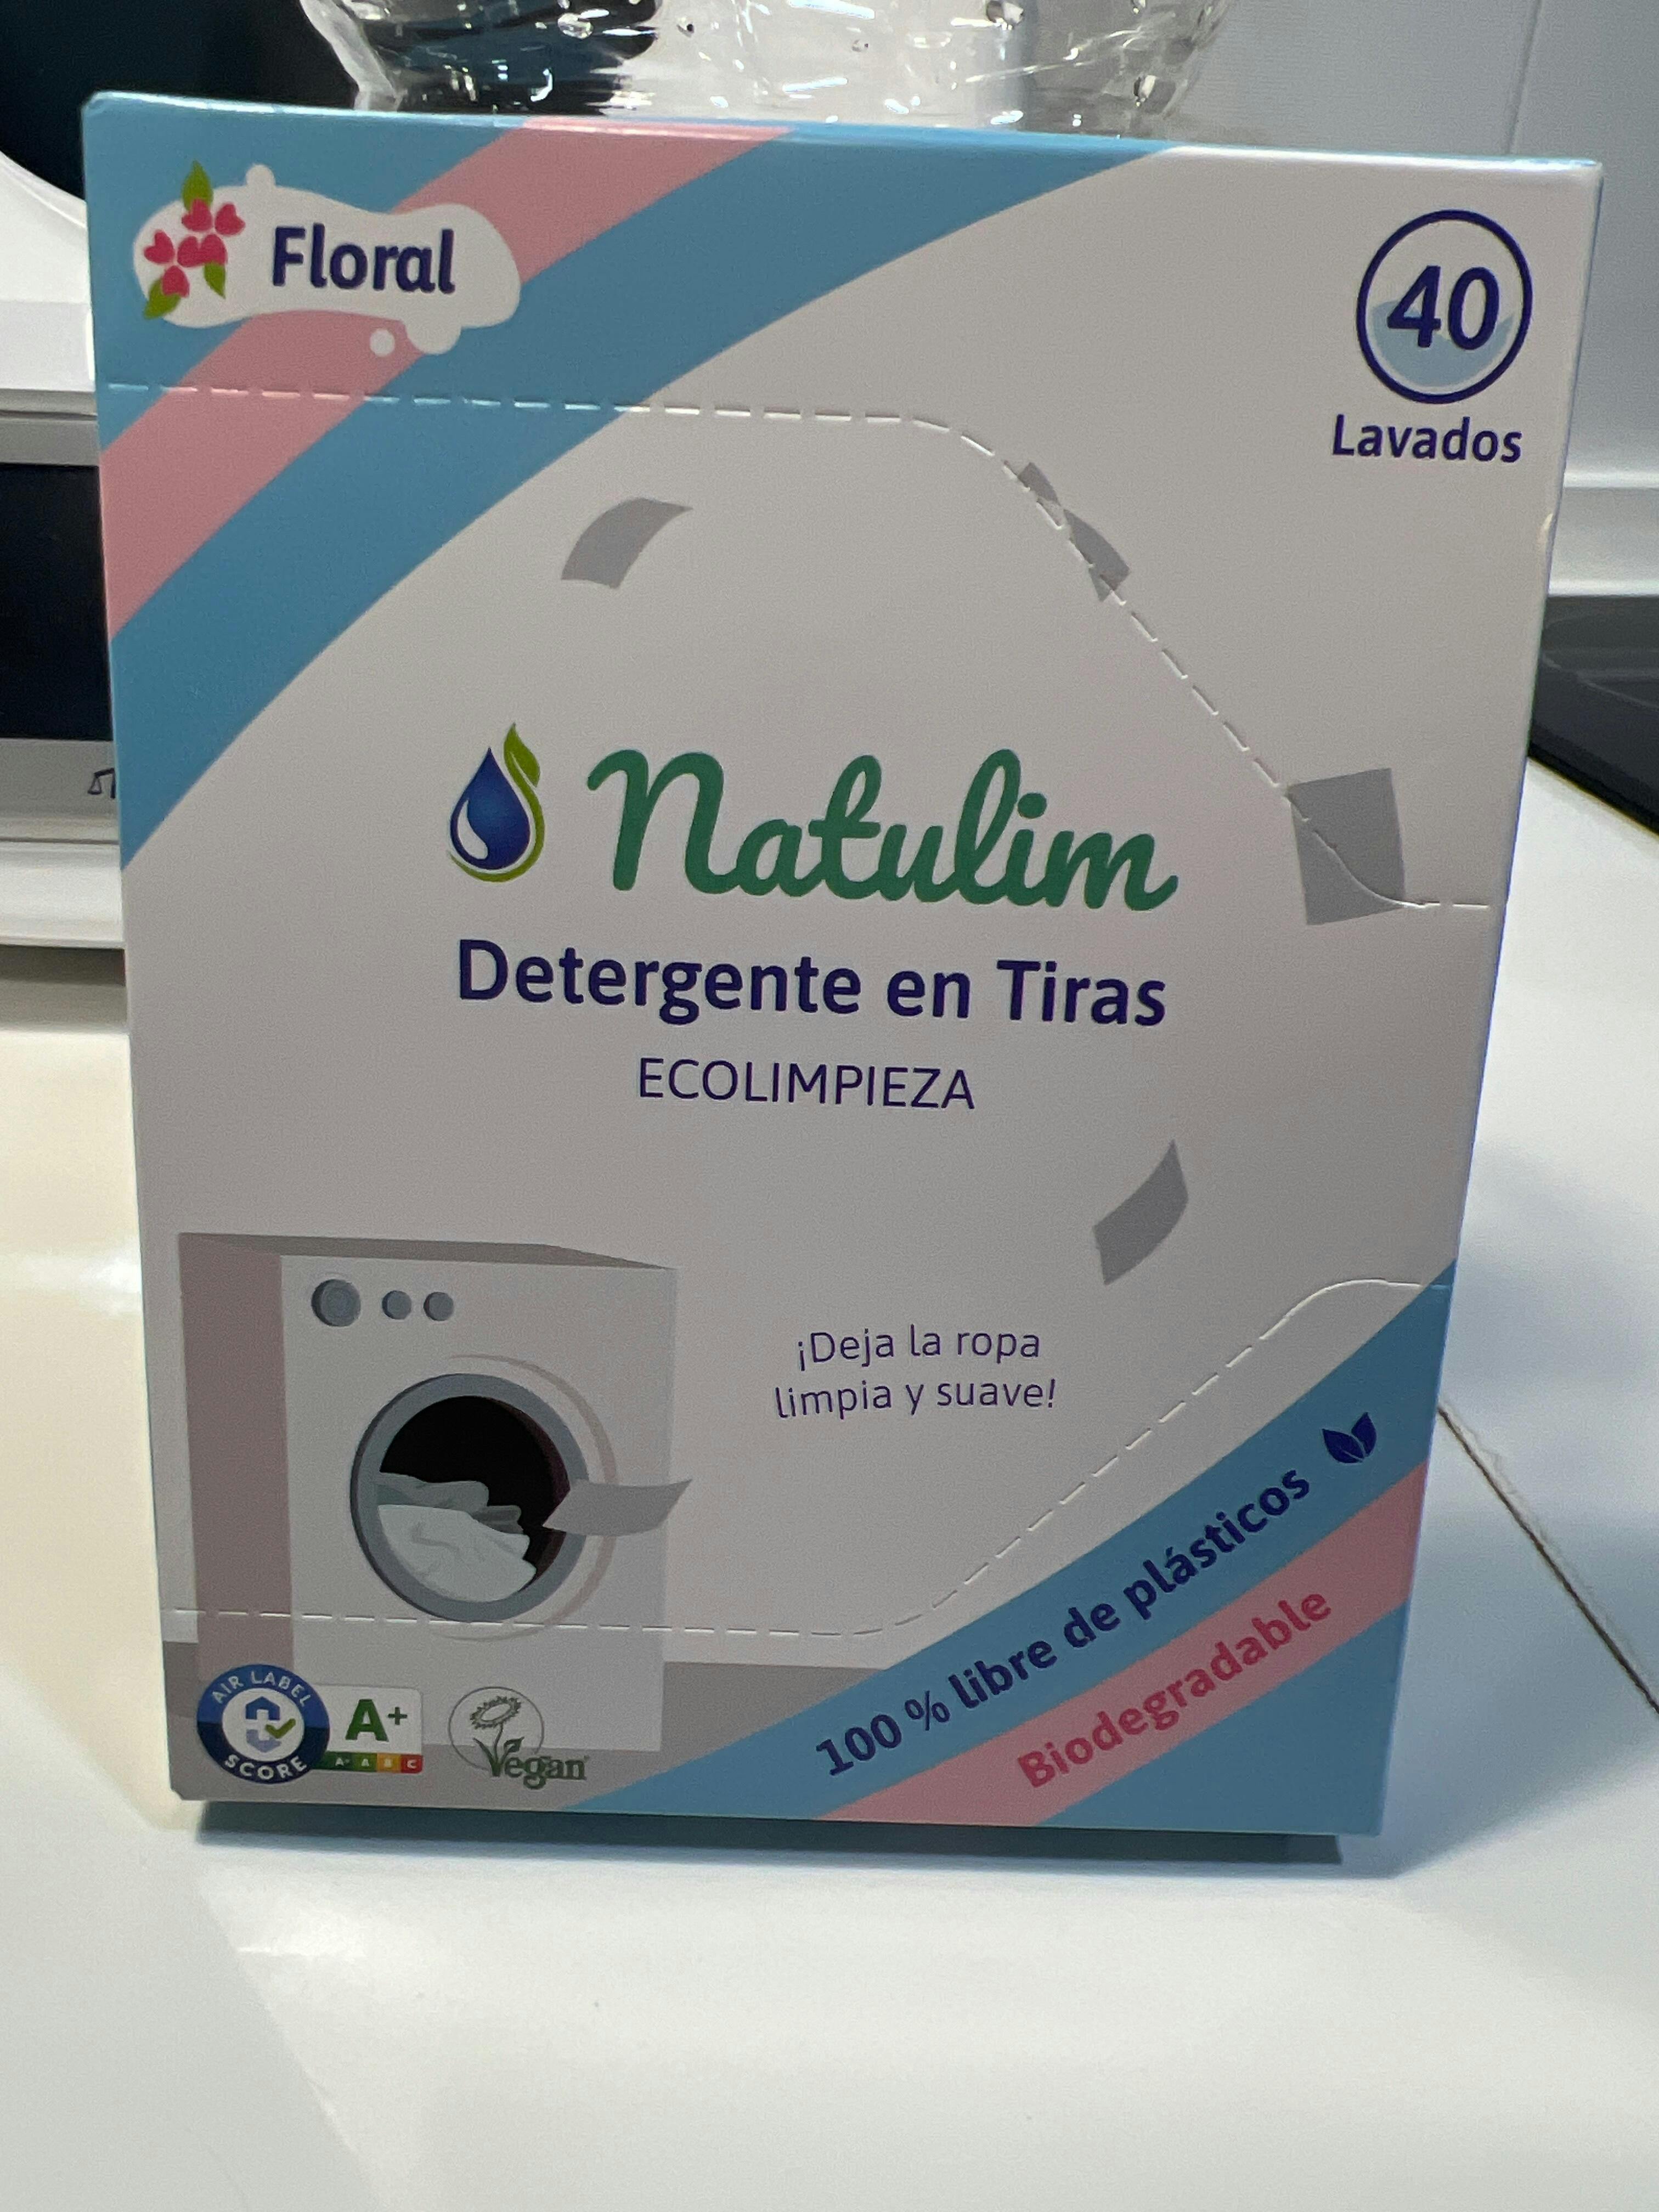 Floral
40
Lavados
Natulim
Detergente en Tiras
ECOLIMPIEZA
¡Deja la ropa
limpia y suave!
100 % libre de plásticos
Biodegradable
AIR LABEL
SCORE
A+
A+ A B C
Vegan